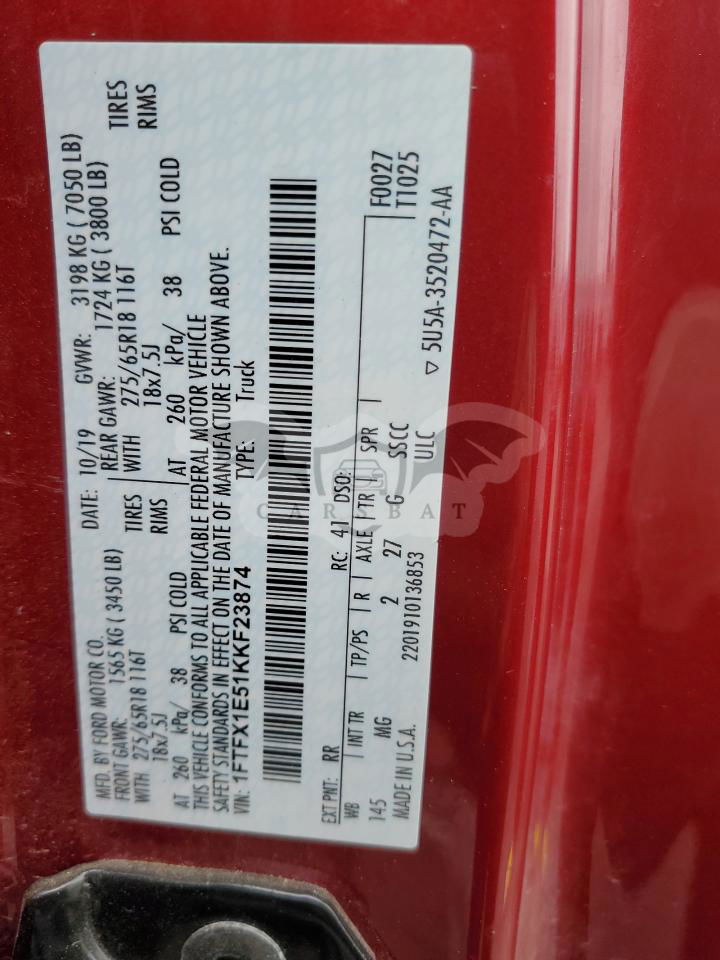 MFD. BY FORD MOTOR CO. DATE: 10/19 GVWR: 3198 KG ( 7050 LB)
FRONT GAWR: 1565 KG ( 3450 LB) REAR GAWR: 1724 KG ( 3800 LB)
WITH 275/65R18 116T TIRES WITH 275/65R18 116T TIRES
18x7.5J RIMS 18x7.5J RIMS
AT 260 kPa/ 38 PSI COLD AT 260 kPa/ 38 PSI COLD
THIS VEHICLE CONFORMS TO ALL APPLICABLE FEDERAL MOTOR VEHICLE
SAFETY STANDARDS IN EFFECT ON THE DATE OF MANUFACTURE SHOWN ABOVE.
VIN: 1FTFX1E51KKF23874 TYPE: Truck
EXT PNT: RR RC: 41 DSO: F0027
WB INT TR TP/PS R AXLE TR SPR T1025
145 MG 2 27 G SSCC
MADE IN U.S.A. 2201910136853 ULC
▽ 5U5A-3520472-AA
CARSBAT